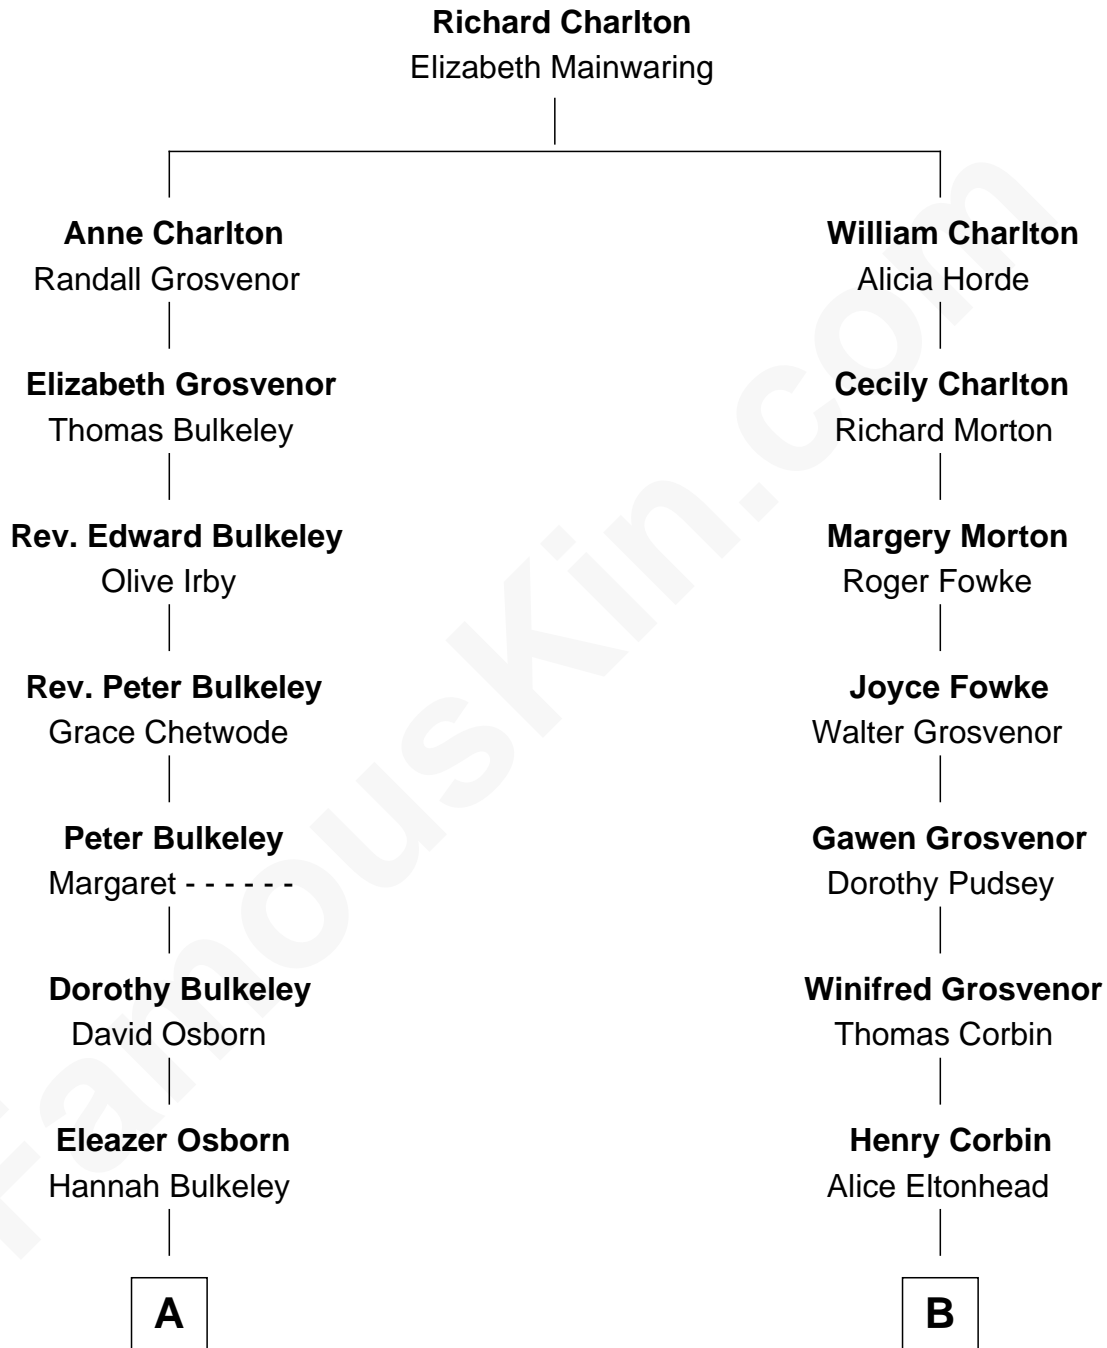 Richard Charlton
Elizabeth Mainwaring
Anne Charlton
Randall Grosvenor
William Charlton
Alicia Horde
Elizabeth Grosvenor
Thomas Bulkeley
Cecily Charlton
Richard Morton
Rev. Edward Bulkeley
Olive Irby
Margery Morton
Roger Fowke
Rev. Peter Bulkeley
Grace Chetwode
Joyce Fowke
Walter Grosvenor
Peter Bulkeley
Margaret - - - - - -
Gawen Grosvenor
Dorothy Pudsey
Dorothy Bulkeley
David Osborn
Winifred Grosvenor
Thomas Corbin
Eleazer Osborn
Hannah Bulkeley
Henry Corbin
Alice Eltonhead
A
B
FamousKin.com